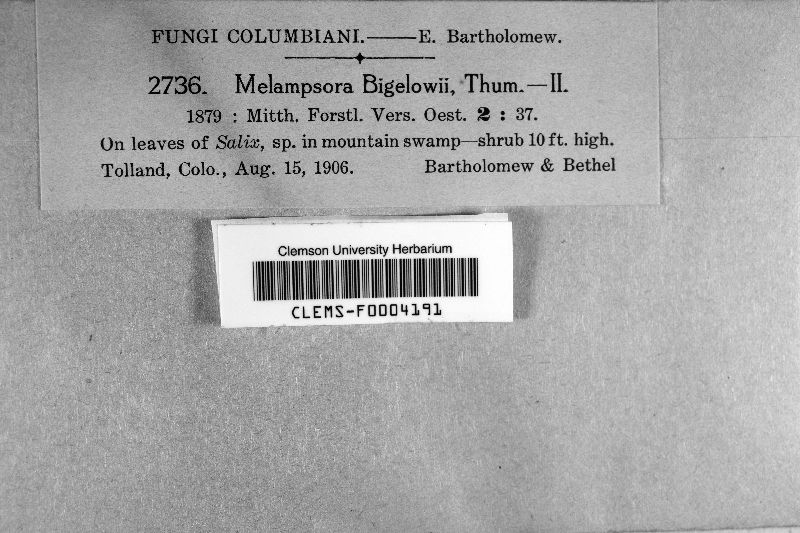 FUNGI COLUMBIANI.——E. Bartholomew.
2736. Melampsora Bigelowii, Thum.—II.
1879 : Mitth. Forstl. Vers. Oest. 2 : 37.
On leaves of Salix, sp. in mountain swamp—shrub 10 ft. high.
Tolland, Colo., Aug. 15, 1906. Bartholomew & Bethel
Clemson University Herbarium
CLEMS-F0004191